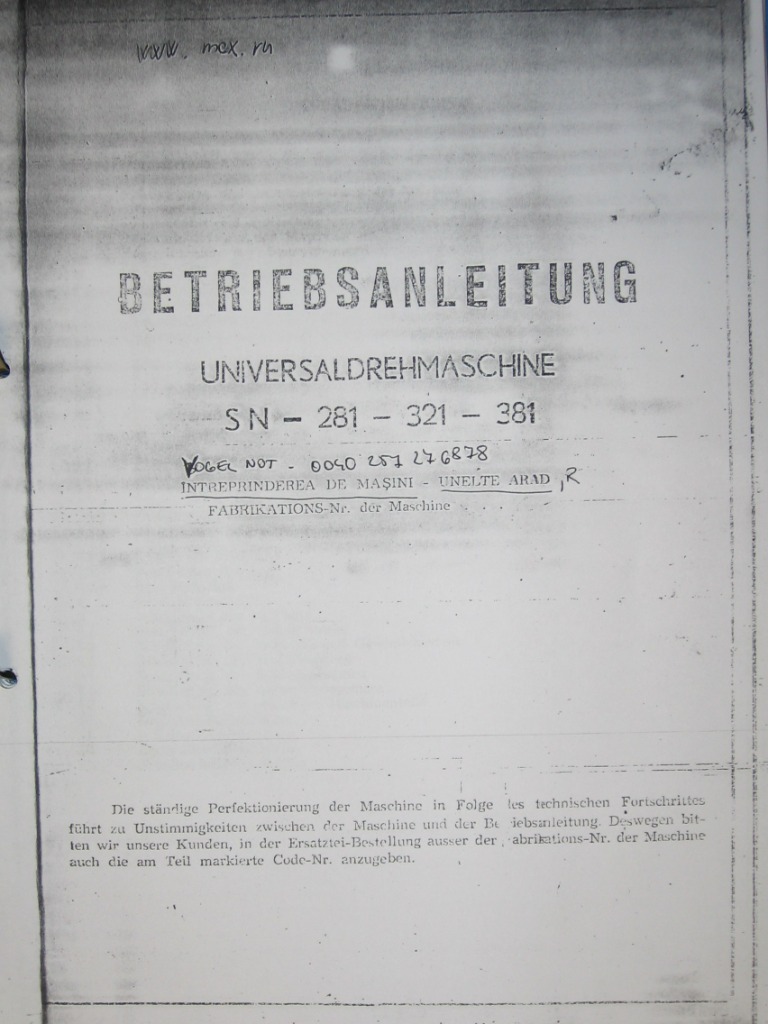 www. mcx. ru
BETRIEBSANLEITUNG
UNIVERSALDREHMASCHINE
SN – 281 – 321 – 381
VOGEL NOT - 0040 257 276878
INTREPRINDEREA DE MAŞINI - UNELTE ARAD , R
FABRIKATIONS-Nr. der Maschine
Die ständige Perfektionierung der Maschine in Folge des technischen Fortschrittes
führt zu Unstimmigkeiten zwischen der Maschine und der Betriebsanleitung. Deswegen bit-
ten wir unsere Kunden, in der Ersatztei-Bestellung ausser der Fabrikations-Nr. der Maschine
auch die am Teil markierte Code-Nr. anzugeben.